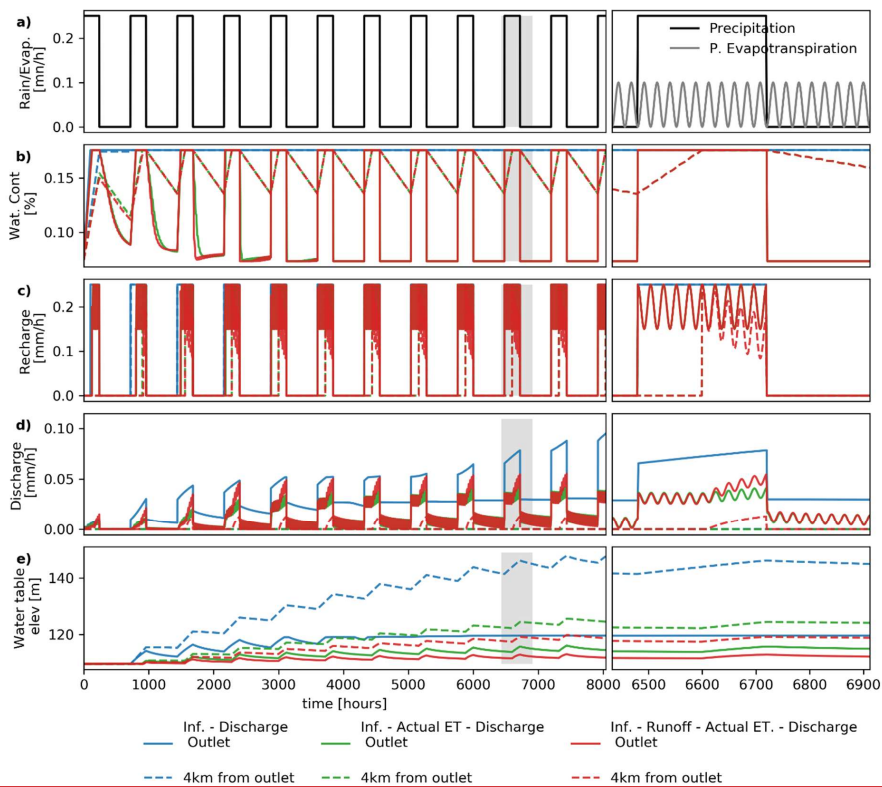 a)
Rain/Evap.
[mn/h]
0.2
0.0
Precipitation
P. Evapotranspiration
b)
Wat. Cont
[%]
0.15
0.10
c)
Recharge
[mm/h]
0.2
0.1
0.0
d)
Discharge
[mm/h]
0.10
0.05
0.00
e)
Water table
elev [m]
140
120
0 1000 2000 3000 4000 5000 6000 7000 8000 6500 6600 6700 6800 6900
time [hours]
Inf. - Discharge Inf. - Actual ET - Discharge Inf. - Runoff - Actual ET. - Discharge
Outlet Outlet Outlet
4km from outlet 4km from outlet 4km from outlet